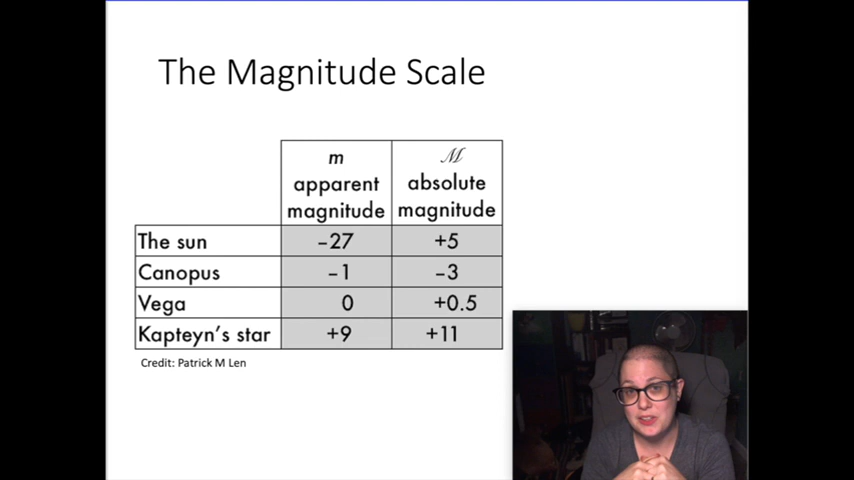 The Magnitude Scale
m ℳ
apparent absolute
magnitude magnitude
The sun –27 +5
Canopus –1 –3
Vega 0 +0.5
Kapteyn's star +9 +11
Credit: Patrick M Len